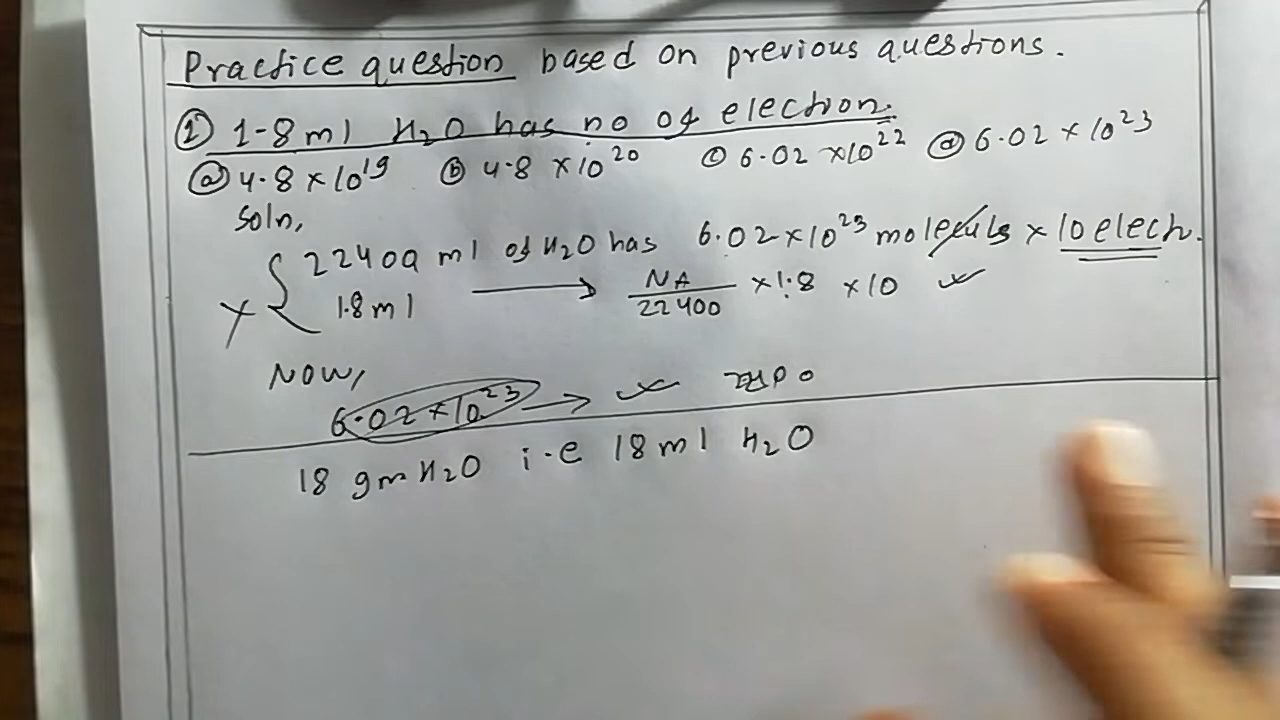 Practice question based on previous questions.
① 1.8 ml H₂O has no of election.
ⓐ 4.8 × 10¹⁹ ⓑ 4.8 × 10²⁰ ⓒ 6.02 × 10²² ⓓ 6.02 × 10²³
Soln,
22400 ml of H₂O has 6.02 × 10²³ molecules × 10 elech.
1.8 ml → NA/22400 × 1.8 × 10
Now,
6.02 × 10²³ →
18 gm H₂O i.e 18 ml H₂O